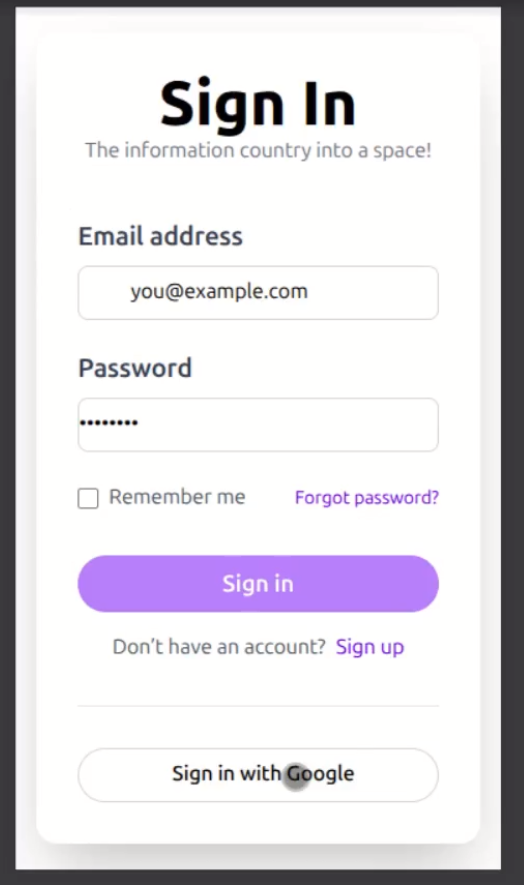 Sign In
The information country into a space!
Email address
you@example.com
Password
••••••••
Remember me
Forgot password?
Sign in
Don’t have an account? Sign up
Sign in with Google